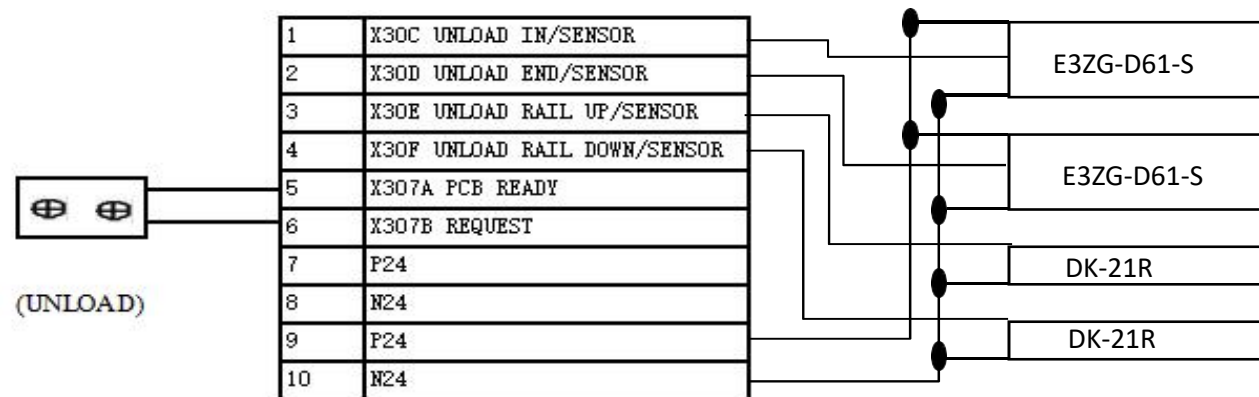 1 X30C UNLOAD IN/SENSOR
2 X30D UNLOAD END/SENSOR
3 X30E UNLOAD RAIL UP/SENSOR
4 X30F UNLOAD RAIL DOWN/SENSOR
5 X307A PCB READY
6 X307B REQUEST
7 P24
8 N24
9 P24
10 N24
(UNLOAD)
E3ZG-D61-S
E3ZG-D61-S
DK-21R
DK-21R